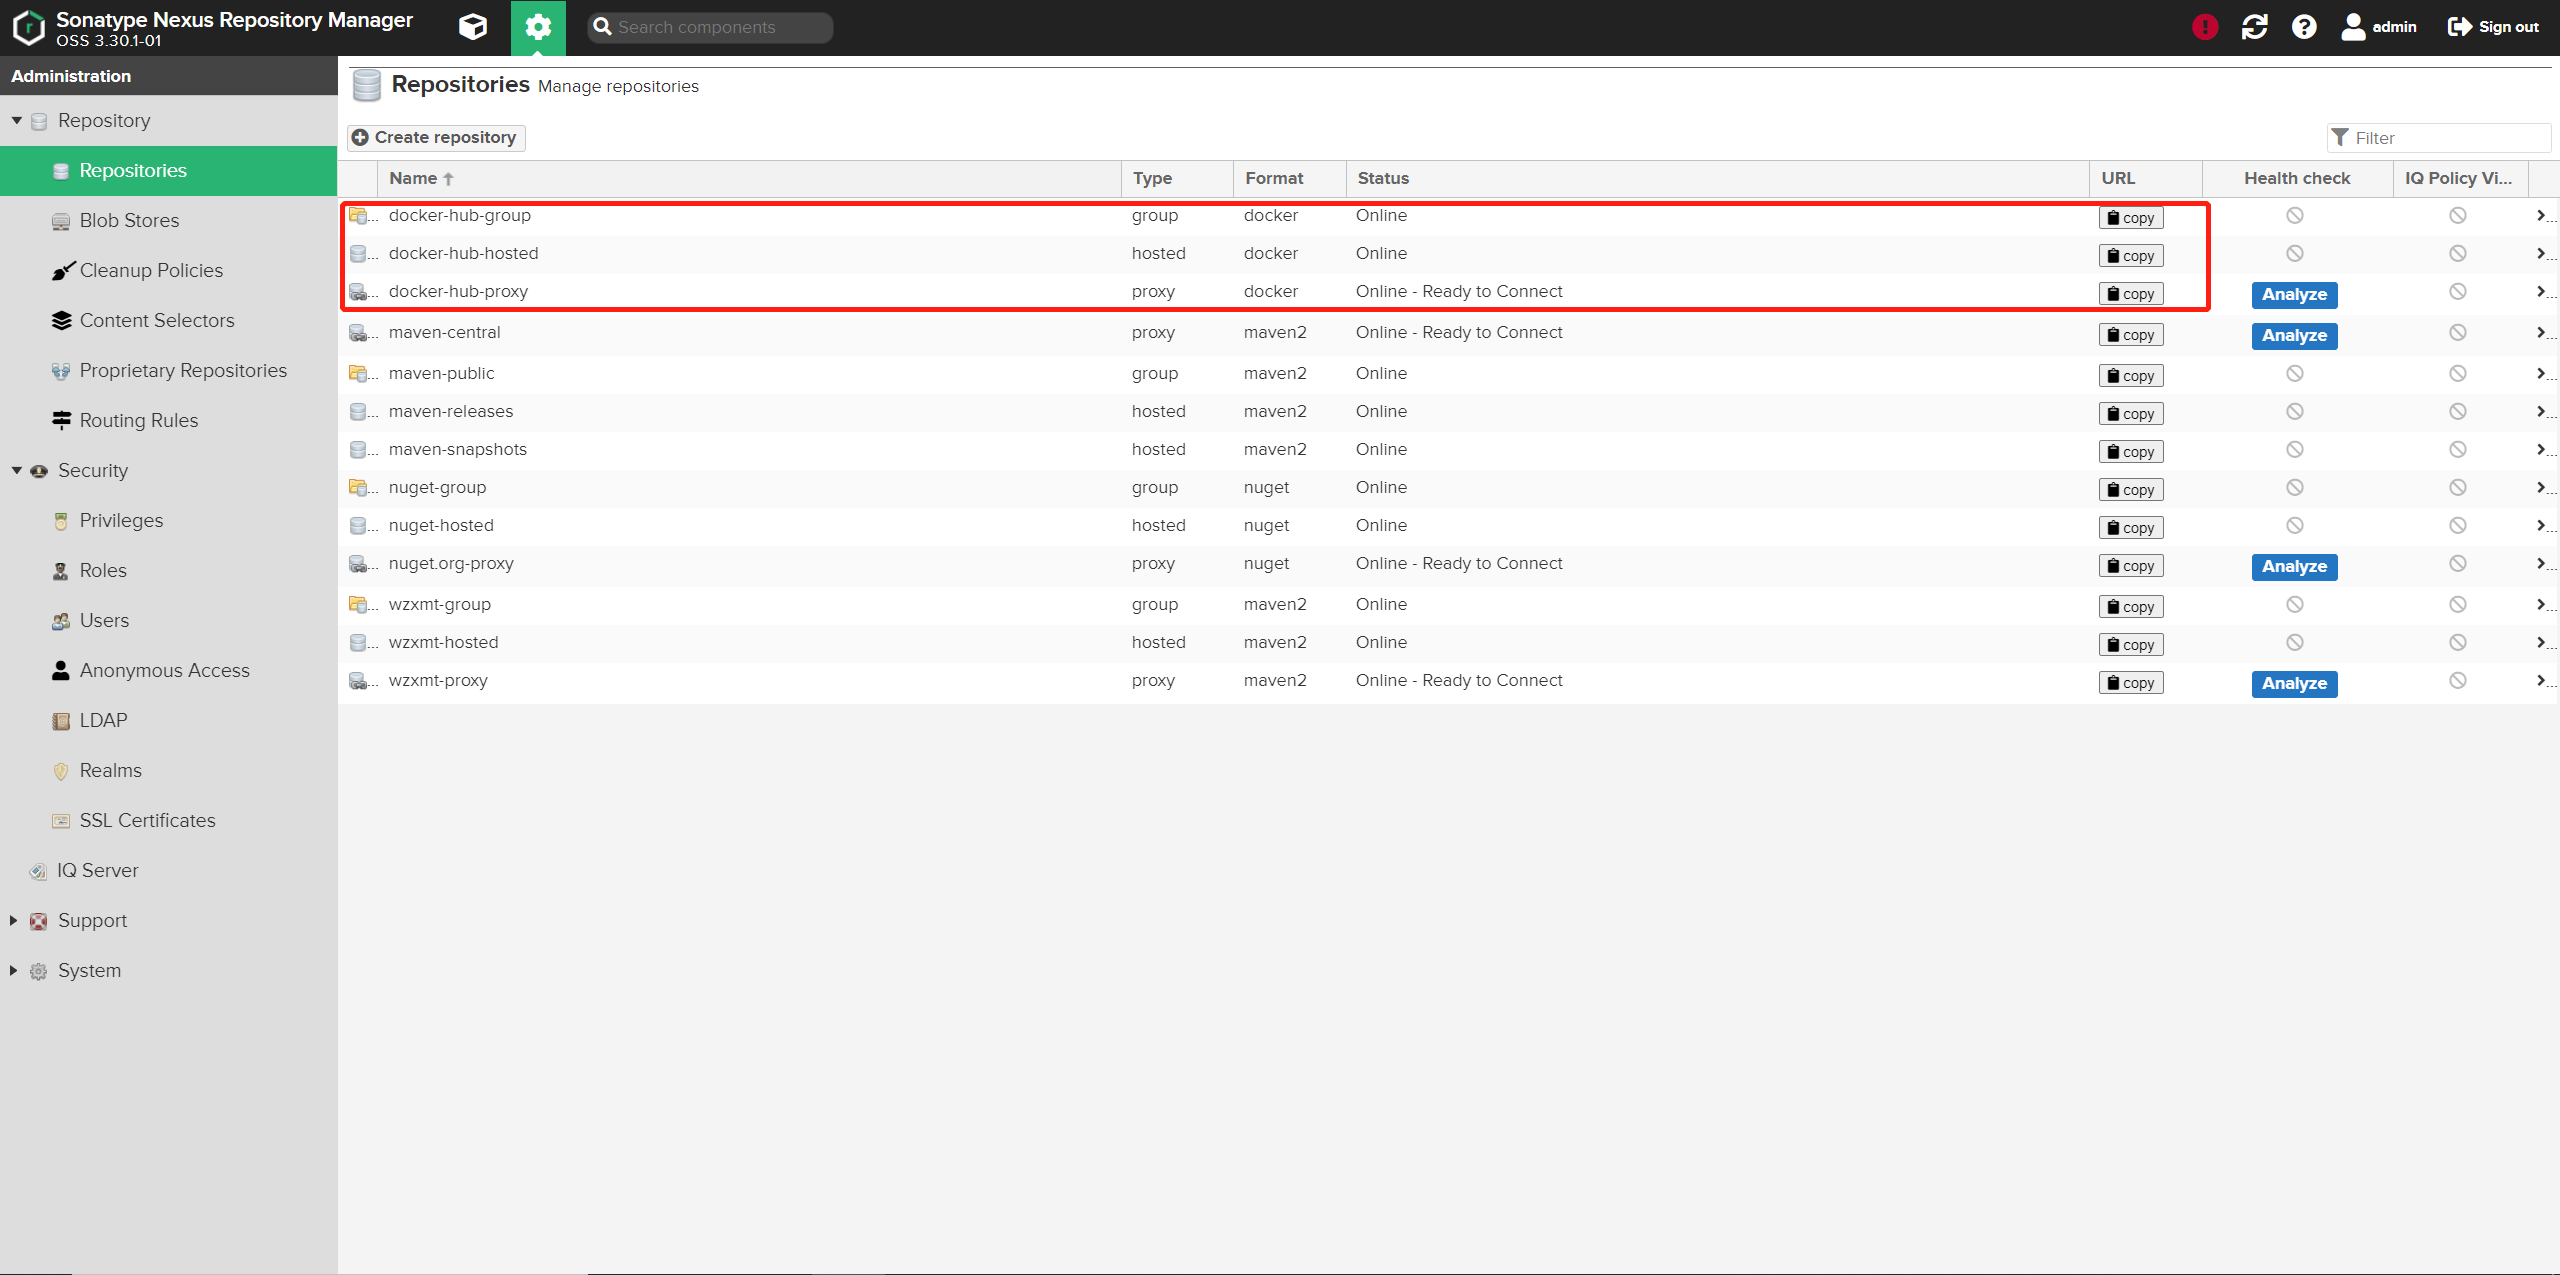 Sonatype Nexus Repository Manager
OSS 3.30.1-01
Search components
admin
Sign out
Administration
Repository
Repositories
Blob Stores
Cleanup Policies
Content Selectors
Proprietary Repositories
Routing Rules
Security
Privileges
Roles
Users
Anonymous Access
LDAP
Realms
SSL Certificates
IQ Server
Support
System
Repositories Manage repositories
Create repository
Filter
Name Type Format Status URL Health check IQ Policy Vi...
... docker-hub-group group docker Online copy ...
... docker-hub-hosted hosted docker Online copy ...
... docker-hub-proxy proxy docker Online - Ready to Connect copy Analyze ...
... maven-central proxy maven2 Online - Ready to Connect copy Analyze ...
... maven-public group maven2 Online copy ...
... maven-releases hosted maven2 Online copy ...
... maven-snapshots hosted maven2 Online copy ...
... nuget-group group nuget Online copy ...
... nuget-hosted hosted nuget Online copy ...
... nuget.org-proxy proxy nuget Online - Ready to Connect copy Analyze ...
... wzxmt-group group maven2 Online copy ...
... wzxmt-hosted hosted maven2 Online copy ...
... wzxmt-proxy proxy maven2 Online - Ready to Connect copy Analyze ...